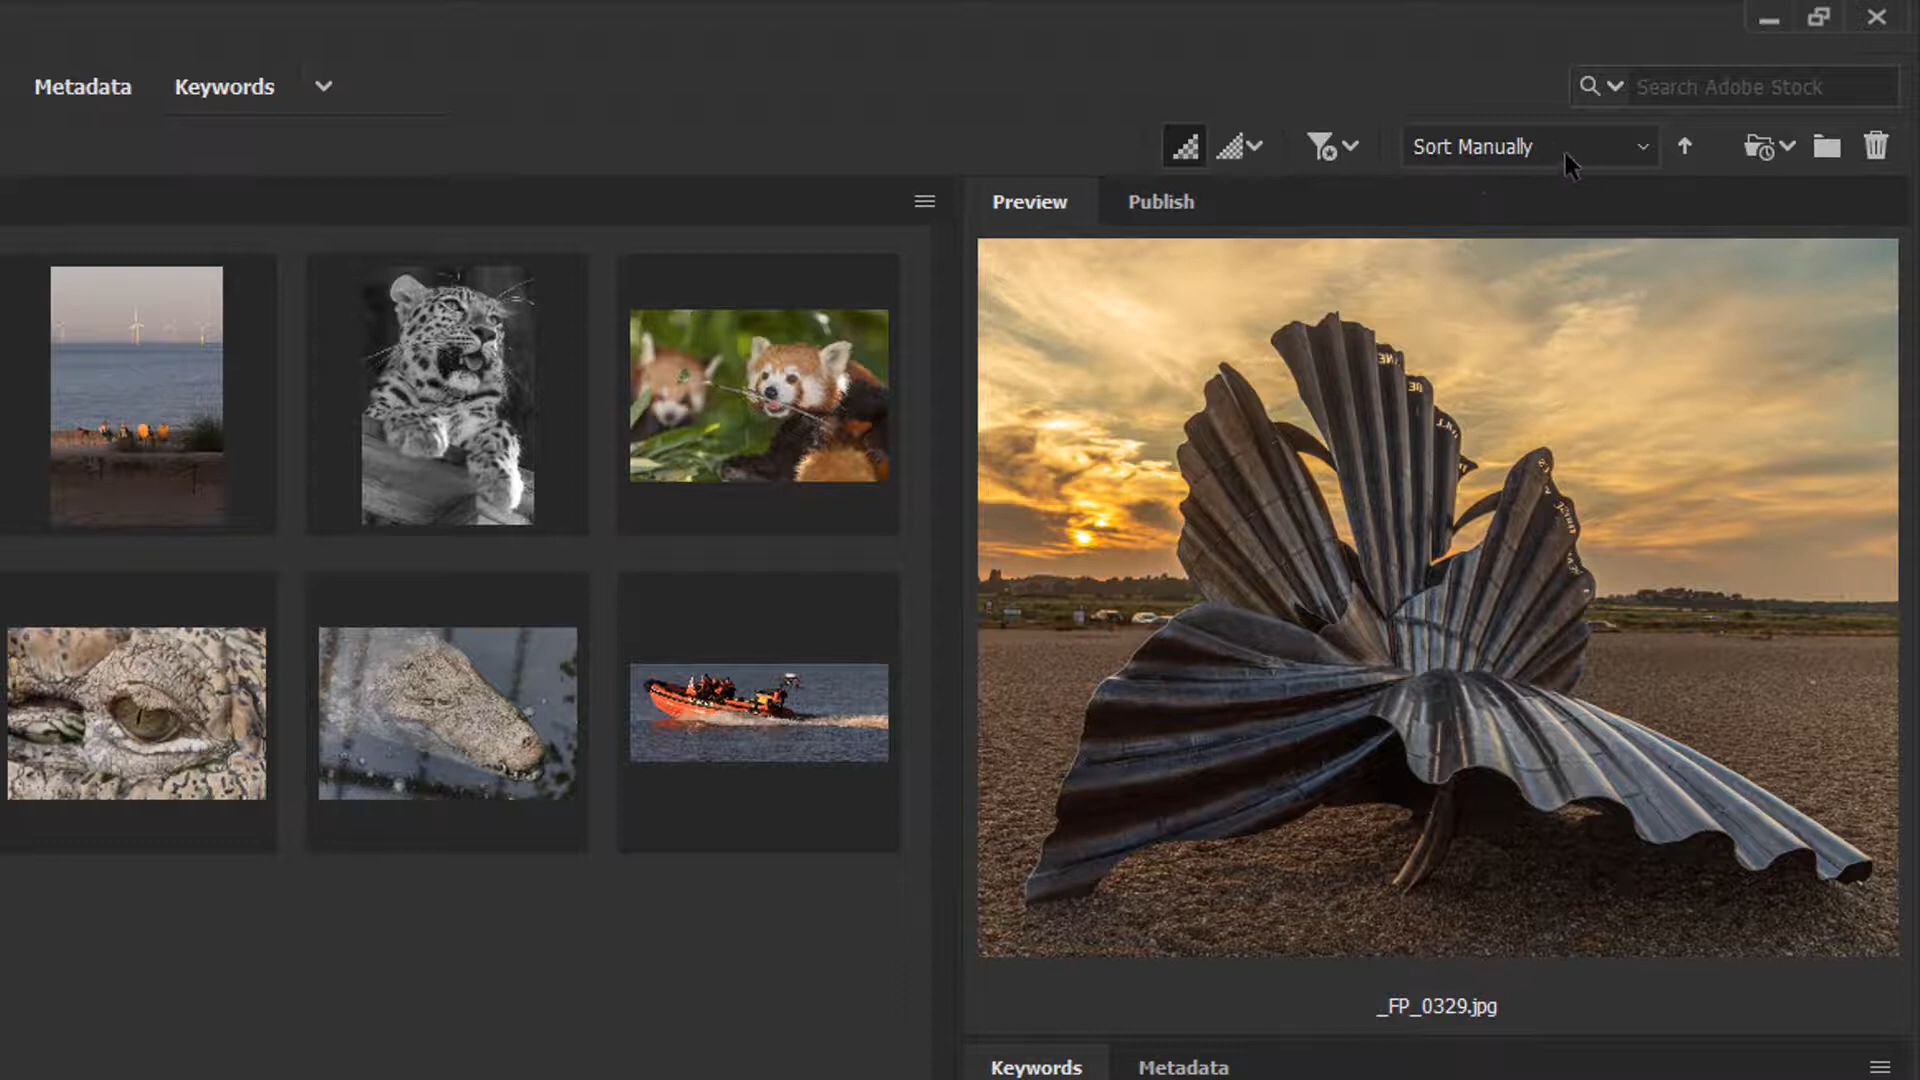 Metadata
Keywords
Search Adobe Stock
Sort Manually
Preview
Publish
_FP_0329.jpg
Keywords
Metadata